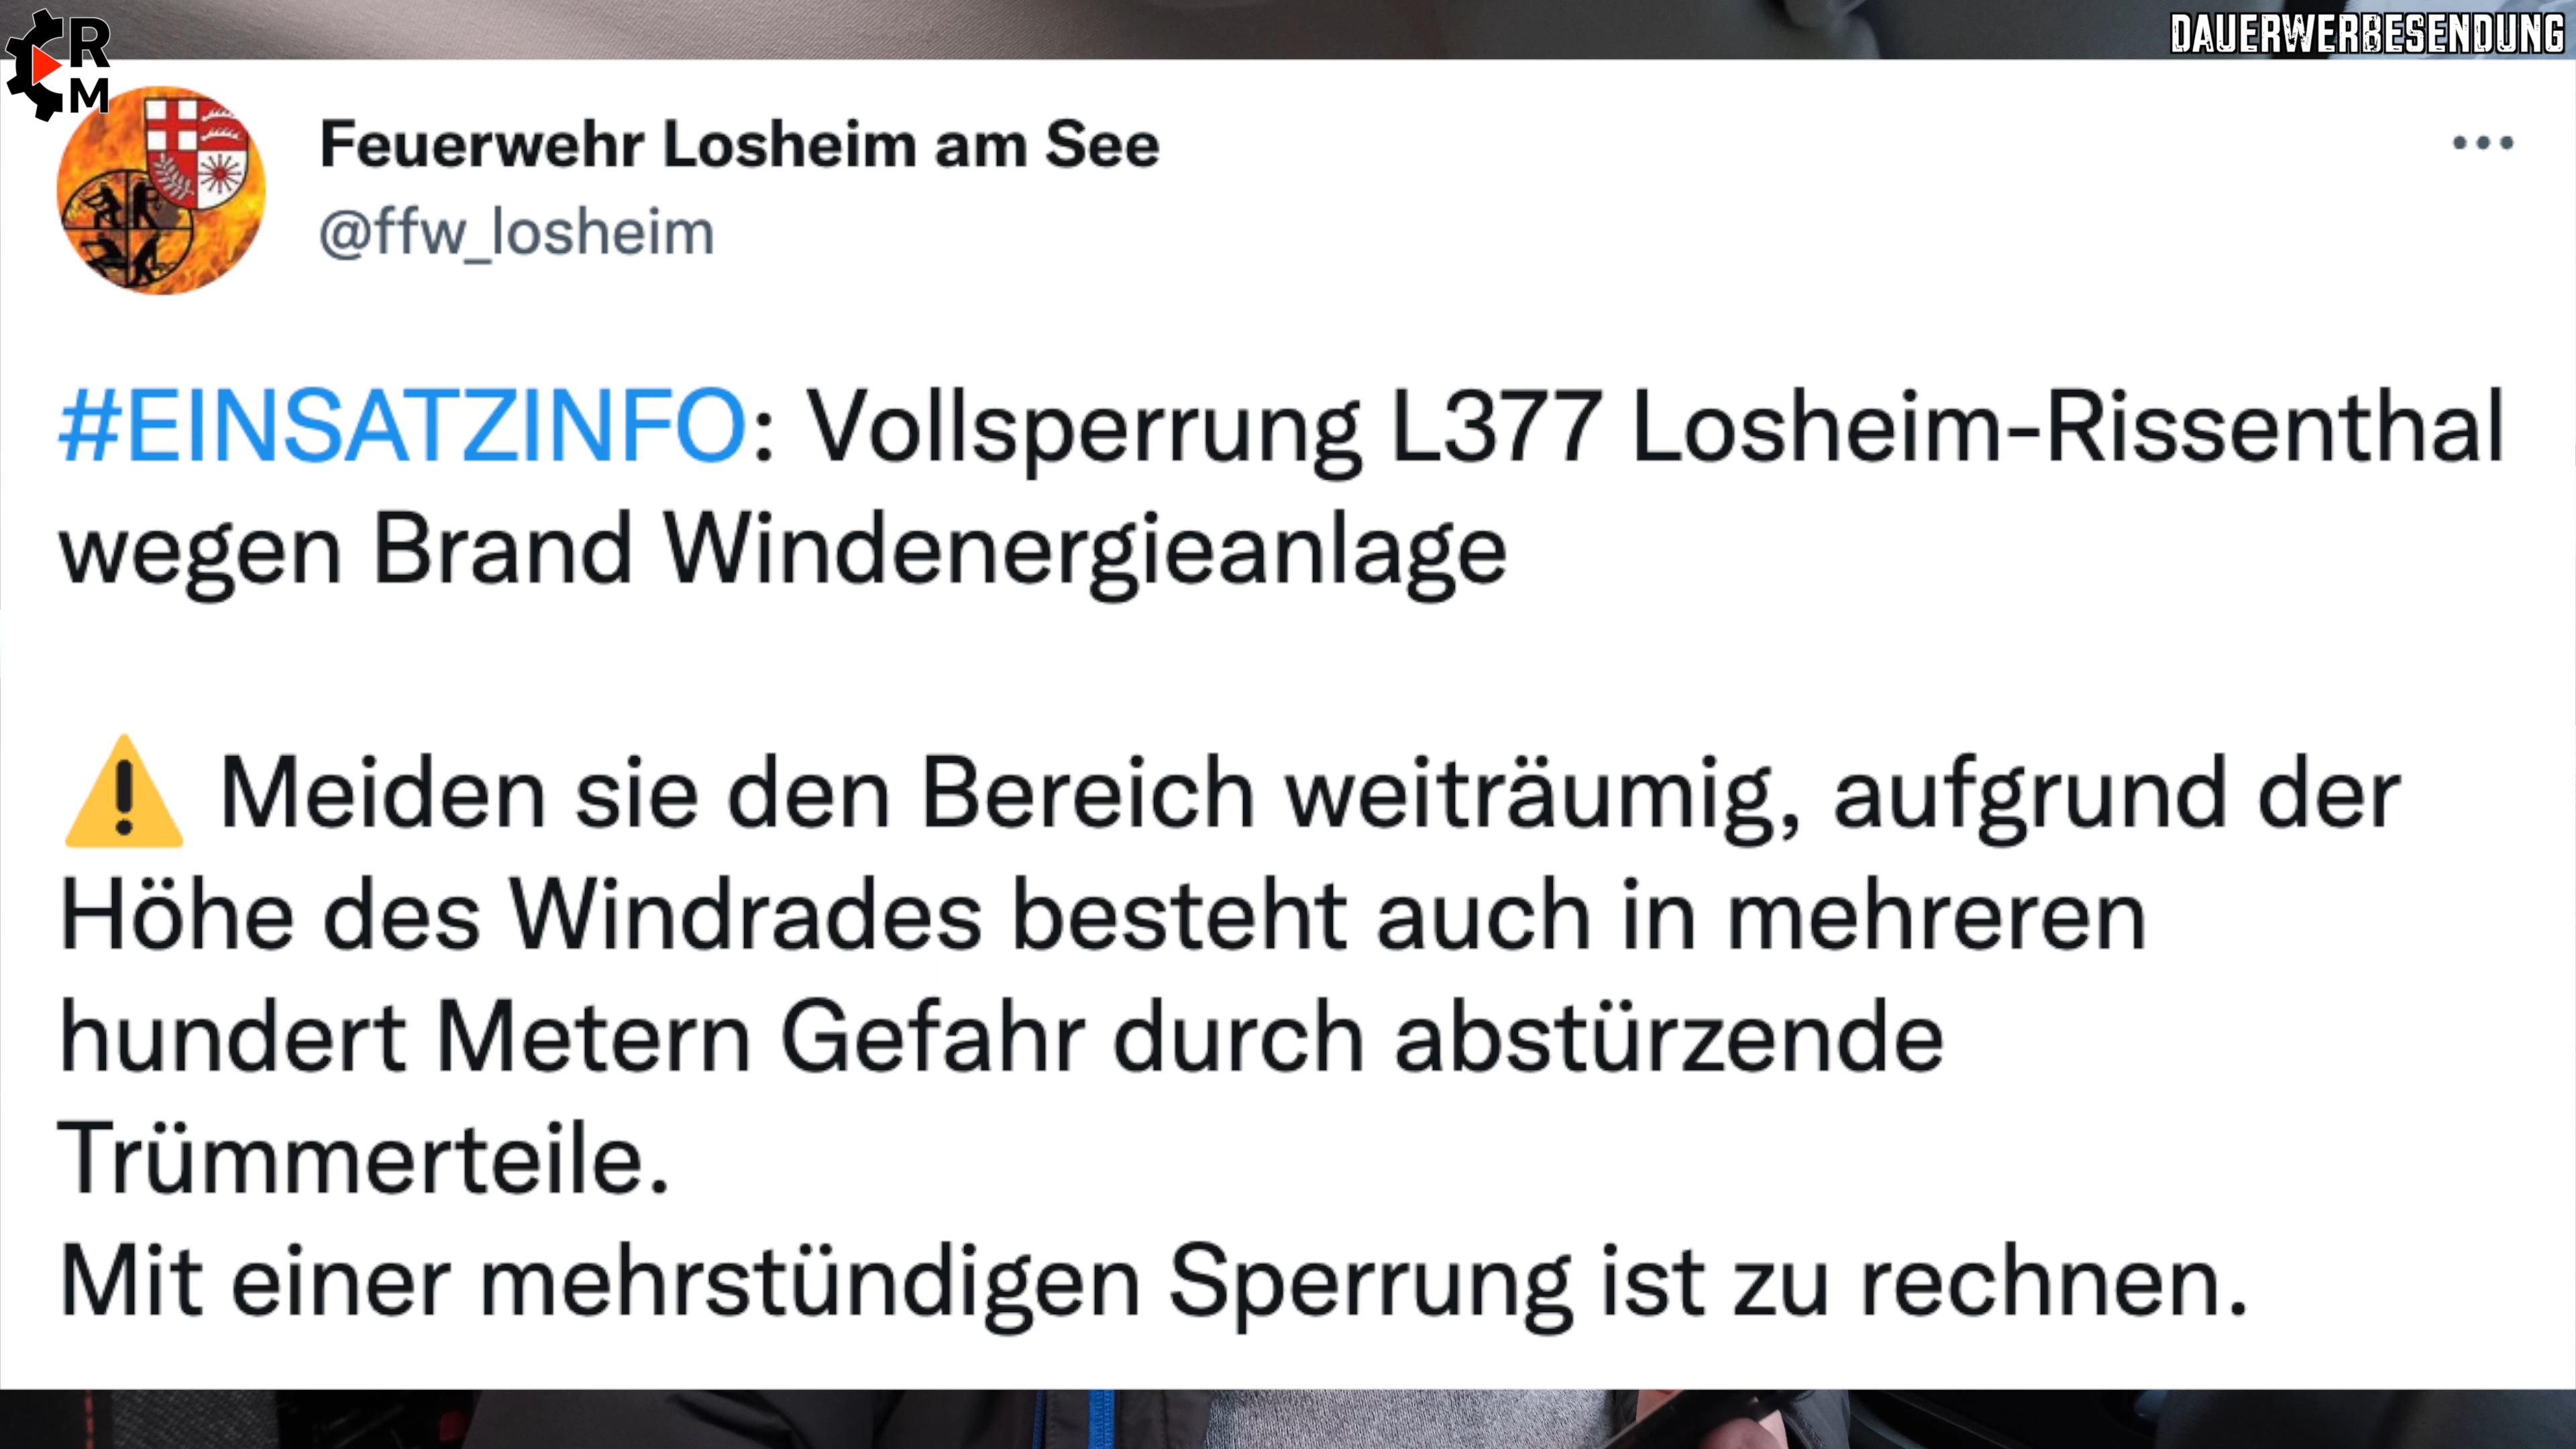 R
M
DAUERWERBESENDUNG
Feuerwehr Losheim am See
@ffw_losheim
#EINSATZINFO: Vollsperrung L377 Losheim-Rissenthal
wegen Brand Windenergieanlage
⚠️ Meiden sie den Bereich weiträumig, aufgrund der
Höhe des Windrades besteht auch in mehreren
hundert Metern Gefahr durch abstürzende
Trümmerteile.
Mit einer mehrstündigen Sperrung ist zu rechnen.